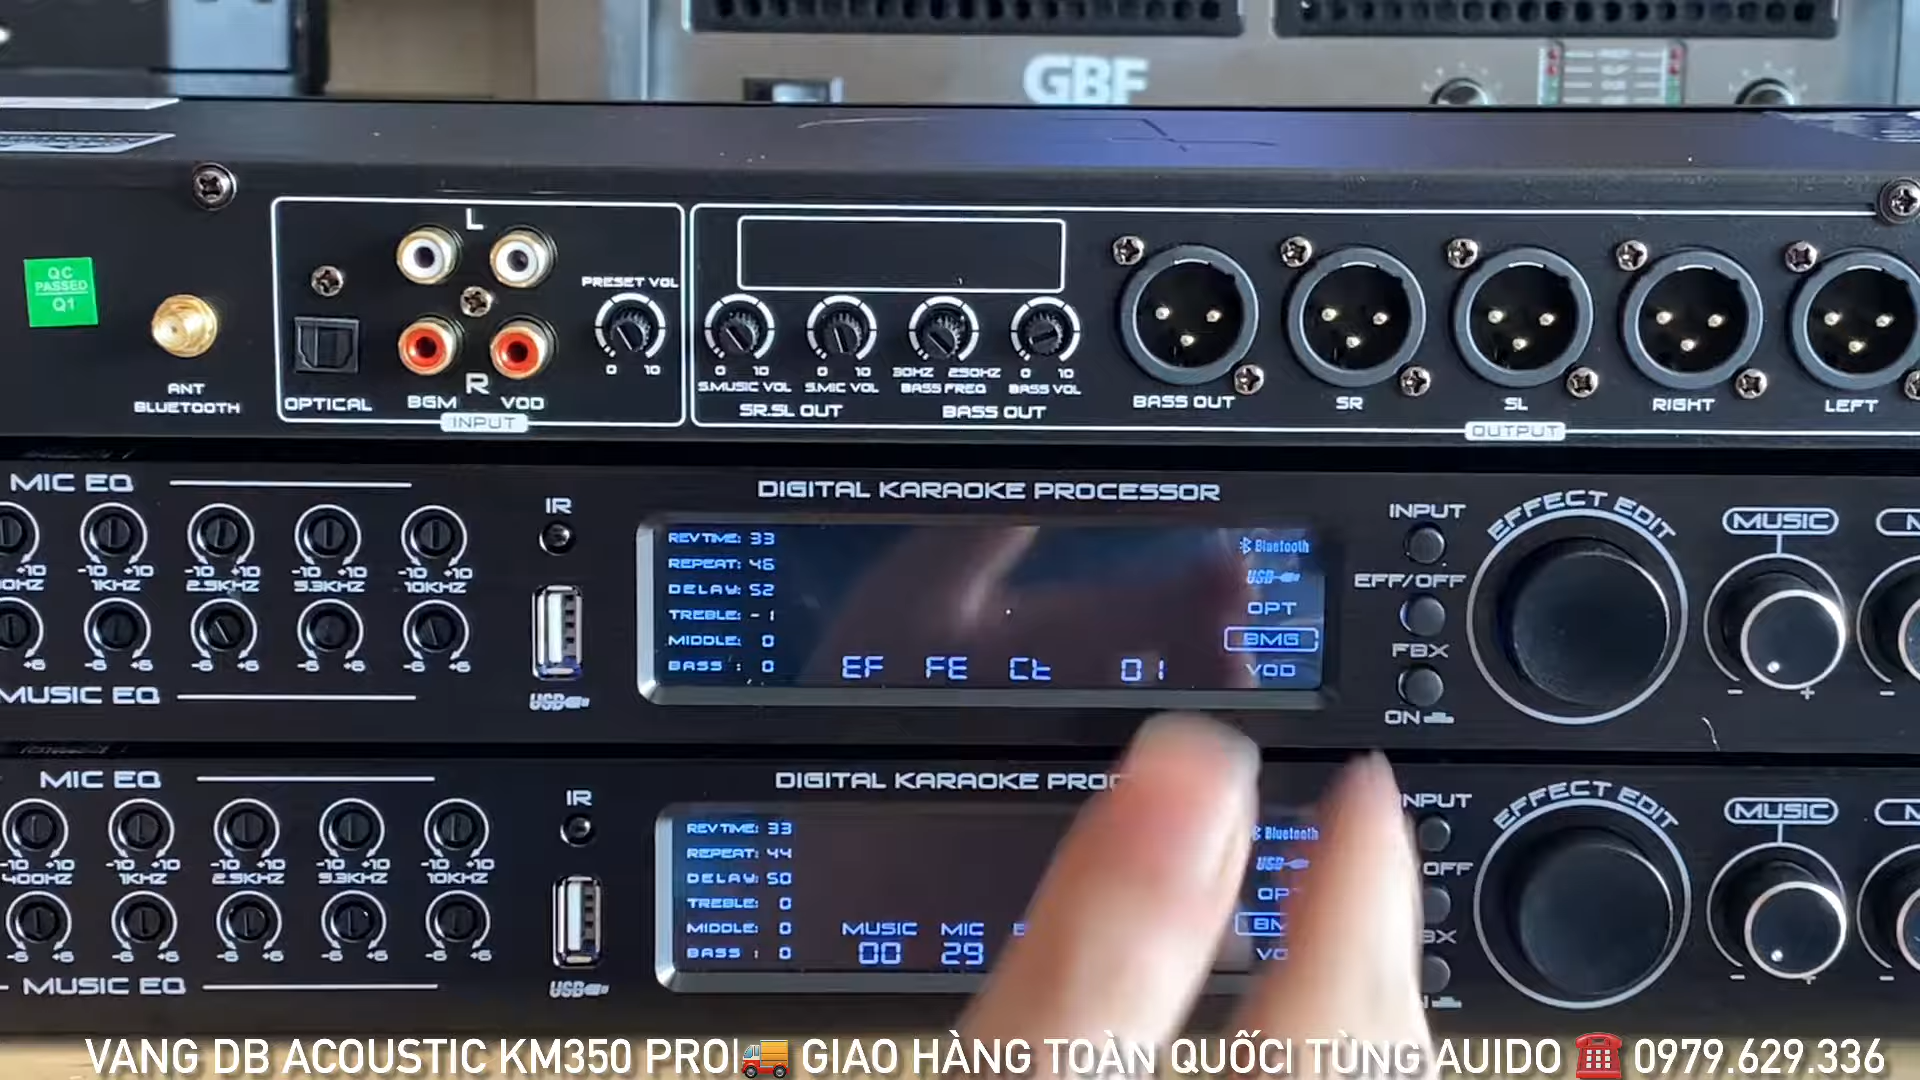 GBF
QC
PASSED
Q1
ANT
BLUETOOTH
L
R
OPTICAL
BGM
VOD
INPUT
PRESET VOL
0 10
0 10
S.MUSIC VOL
0 10
S.MIC VOL
30HZ 250HZ
BASS FREQ
0 10
BASS VOL
SR.SL OUT
BASS OUT
BASS OUT
SR
SL
RIGHT
LEFT
OUTPUT
MIC EQ
-10 +10
1KHZ
-10 +10
2.5KHZ
-10 +10
5.3KHZ
-10 +10
10KHZ
-6 +6
-6 +6
-6 +6
-6 +6
MUSIC EQ
IR
USB
DIGITAL KARAOKE PROCESSOR
REV TIME: 33
REPEAT: 46
DELAY: 52
TREBLE: - 1
MIDDLE: 0
BASS : 0
EF FE Ct 01
Bluetooth
USB
OPT
BMG
VOD
INPUT
EFF/OFF
FBX
ON
EFFECT EDIT
MUSIC
- +
MIC EQ
-10 +10
400HZ
-10 +10
1KHZ
-10 +10
2.5KHZ
-10 +10
5.3KHZ
-10 +10
10KHZ
-6 +6
-6 +6
-6 +6
-6 +6
-6 +6
MUSIC EQ
IR
USB
DIGITAL KARAOKE PROC
REV TIME: 33
REPEAT: 44
DELAY: 50
TREBLE: 0
MIDDLE: 0
BASS : 0
MUSIC MIC
00 29
Bluetooth
USB
OPT
BM
VO
INPUT
OFF
BX
EFFECT EDIT
MUSIC
- +
VANG DB ACOUSTIC KM350 PRO|🚚 GIAO HÀNG TOÀN QUỐC| TÙNG AUIDO ☎️ 0979.629.336